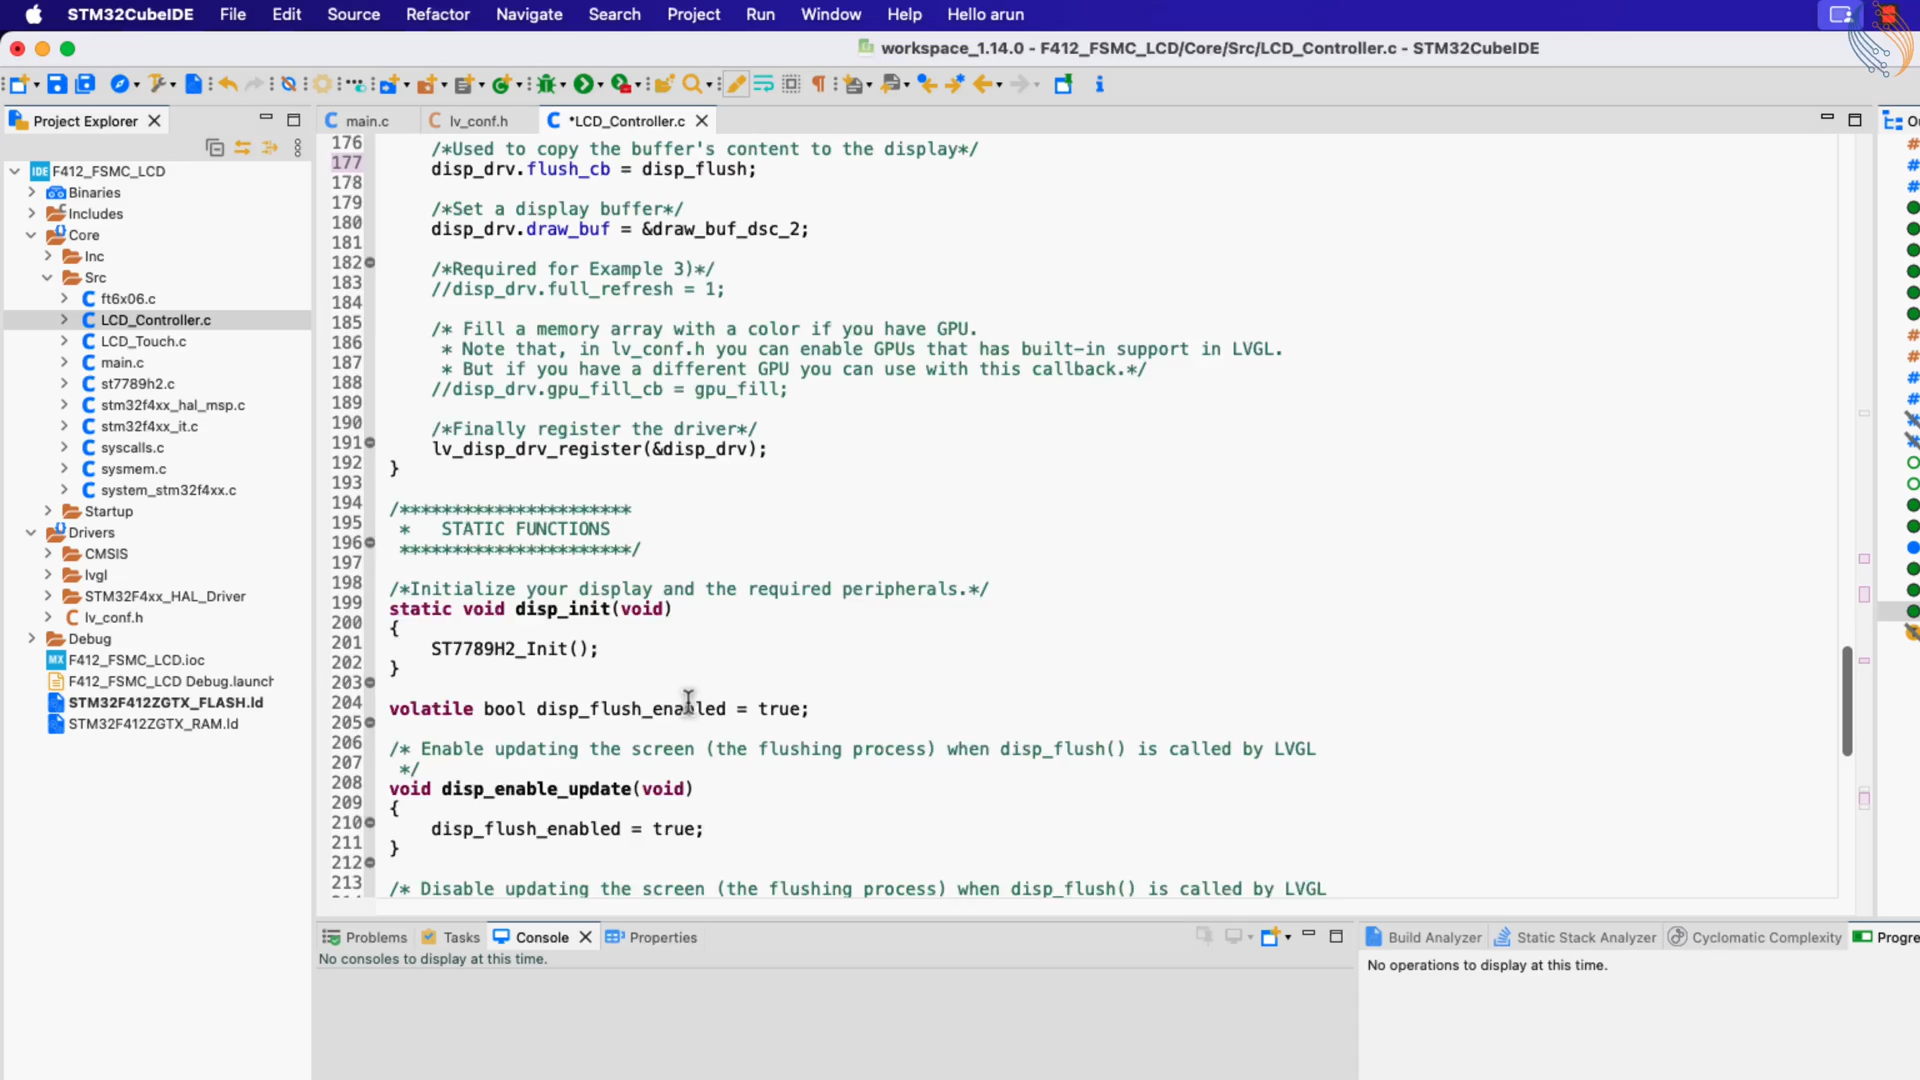 STM32CubeIDE File Edit Source Refactor Navigate Search Project Run Window Help Hello arun
workspace_1.14.0 - F412_FSMC_LCD/Core/Src/LCD_Controller.c - STM32CubeIDE
Project Explorer
F412_FSMC_LCD
Binaries
Includes
Core
Inc
Src
ft6x06.c
LCD_Controller.c
LCD_Touch.c
main.c
st7789h2.c
stm32f4xx_hal_msp.c
stm32f4xx_it.c
syscalls.c
sysmem.c
system_stm32f4xx.c
Startup
Drivers
CMSIS
lvgl
STM32F4xx_HAL_Driver
lv_conf.h
Debug
F412_FSMC_LCD.ioc
F412_FSMC_LCD Debug.launch
STM32F412ZGTX_FLASH.ld
STM32F412ZGTX_RAM.ld
main.c lv_conf.h *LCD_Controller.c
176 /*Used to copy the buffer's content to the display*/
177 disp_drv.flush_cb = disp_flush;
178
179 /*Set a display buffer*/
180 disp_drv.draw_buf = &draw_buf_dsc_2;
181
182 /*Required for Example 3)*/
183 //disp_drv.full_refresh = 1;
184
185 /* Fill a memory array with a color if you have GPU.
186 * Note that, in lv_conf.h you can enable GPUs that has built-in support in LVGL.
187 * But if you have a different GPU you can use with this callback.*/
188 //disp_drv.gpu_fill_cb = gpu_fill;
189
190 /*Finally register the driver*/
191 lv_disp_drv_register(&disp_drv);
192 }
193
194 /**********************
195 * STATIC FUNCTIONS
196 **********************/
197
198 /*Initialize your display and the required peripherals.*/
199 static void disp_init(void)
200 {
201 ST7789H2_Init();
202 }
203
204 volatile bool disp_flush_enabled = true;
205
206 /* Enable updating the screen (the flushing process) when disp_flush() is called by LVGL
207 */
208 void disp_enable_update(void)
209 {
210 disp_flush_enabled = true;
211 }
212
213 /* Disable updating the screen (the flushing process) when disp_flush() is called by LVGL
Problems Tasks Console Properties
No consoles to display at this time.
Build Analyzer Static Stack Analyzer Cyclomatic Complexity Progre
No operations to display at this time.